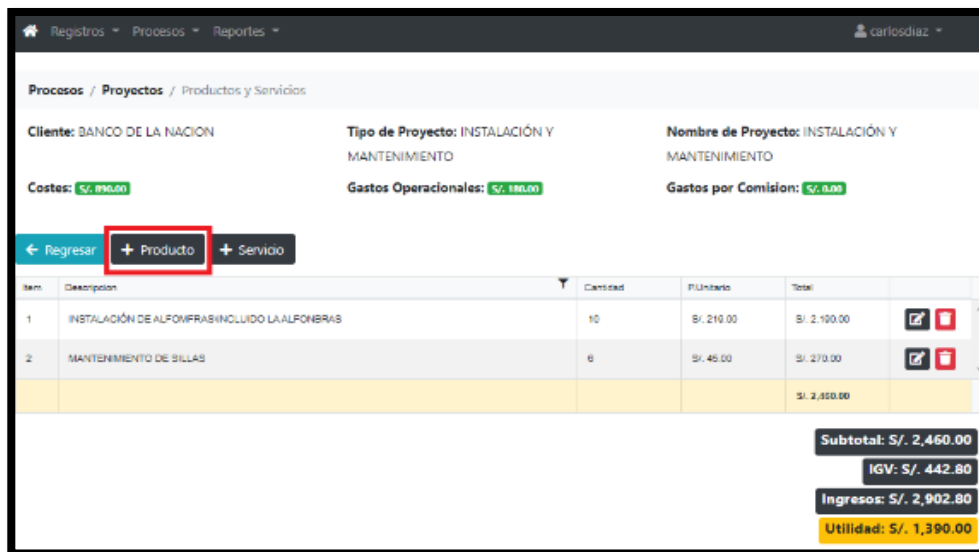 Registros Procesos Reportes carlosdiaz
Procesos / Proyectos / Productos y Servicios
Cliente: BANCO DE LA NACION Tipo de Proyecto: INSTALACIÓN Y Nombre de Proyecto: INSTALACIÓN Y
MANTENIMIENTO MANTENIMIENTO
Costes: S/. 890.00 Gastos Operacionales: S/. 180.00 Gastos por Comision: S/. 0.00
Regresar + Producto + Servicio
Item Descripcion Cantidad P.Unitario Total
1 INSTALACIÓN DE ALFOMFRAS INCLUIDO LA ALFONBRAS 10 S/. 219.00 S/. 2,190.00
2 MANTENIMIENTO DE SILLAS 6 S/. 45.00 S/. 270.00
S/. 2,460.00
Subtotal: S/. 2,460.00
IGV: S/. 442.80
Ingresos: S/. 2,902.80
Utilidad: S/. 1,390.00